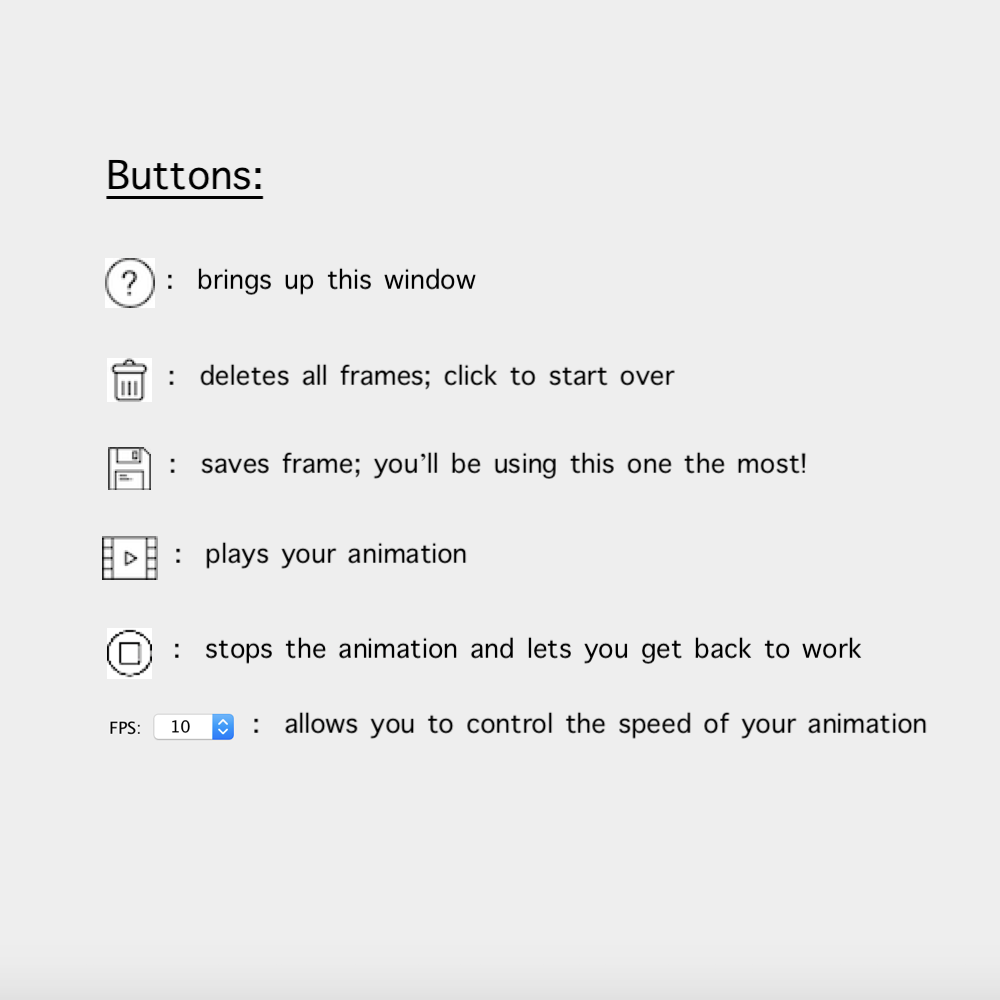 Buttons:
? : brings up this window
: deletes all frames; click to start over
: saves frame; you’ll be using this one the most!
: plays your animation
: stops the animation and lets you get back to work
FPS: 10 : allows you to control the speed of your animation